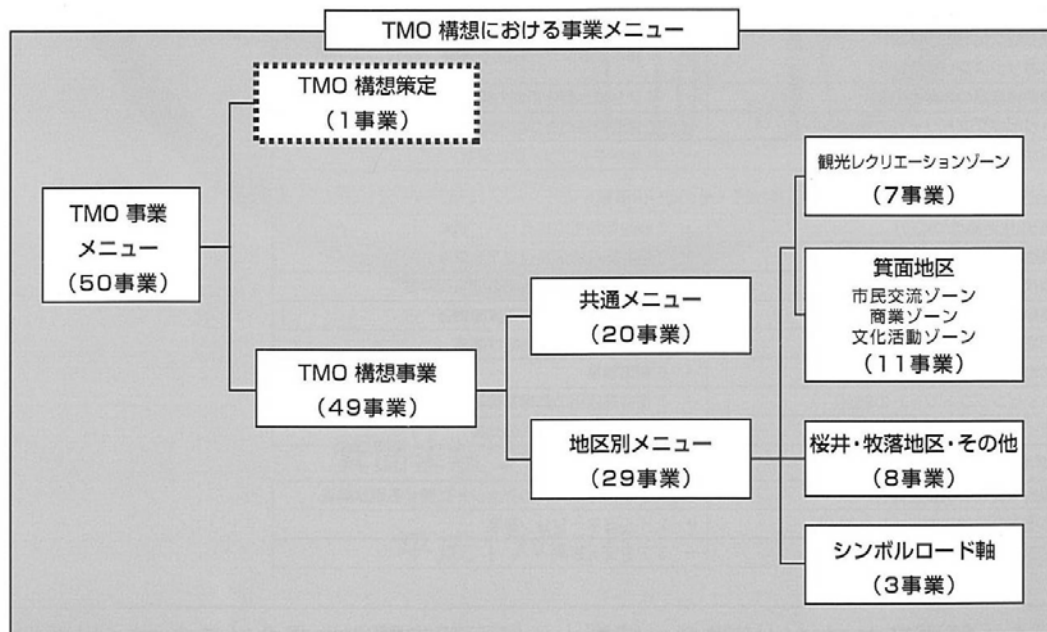 TMO 構想における事業メニュー
TMO 構想策定
(1事業)
TMO 事業
メニュー
(50事業)
TMO 構想事業
(49事業)
共通メニュー
(20事業)
地区別メニュー
(29事業)
観光レクリエーションゾーン
(7事業)
箕面地区
市民交流ゾーン
商業ゾーン
文化活動ゾーン
(11事業)
桜井・牧落地区・その他
(8事業)
シンボルロード軸
(3事業)